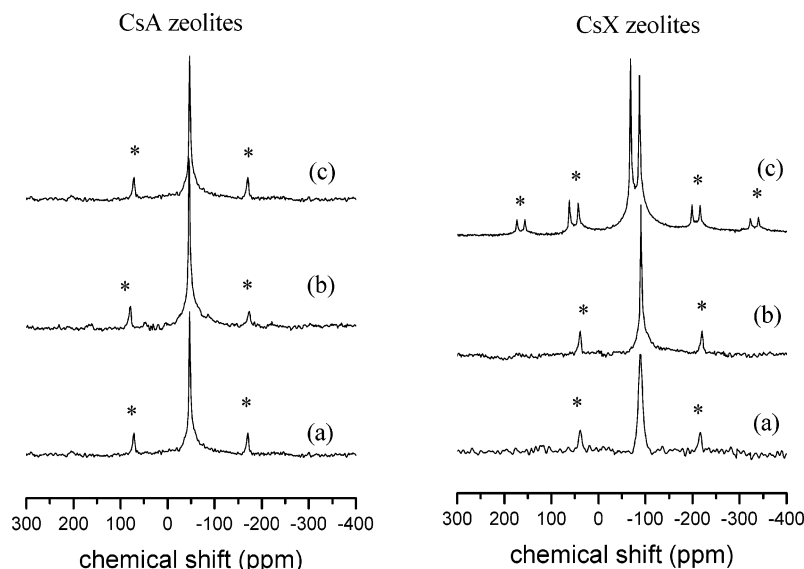 CsA zeolites
* *
(c)
* *
(b)
* *
(a)
300 200 100 0 -100 -200 -300 -400
chemical shift (ppm)
CsX zeolites
* * * *
(c)
* *
(b)
* *
(a)
300 200 100 0 -100 -200 -300 -400
chemical shift (ppm)